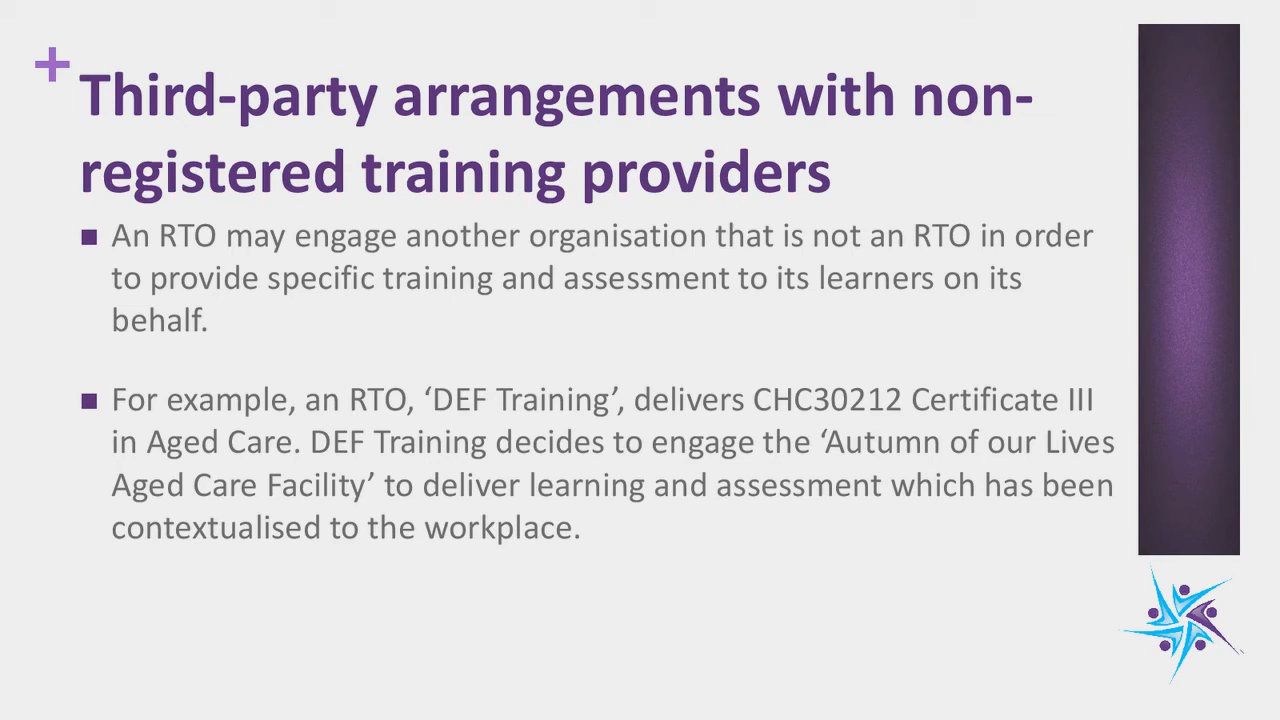 +
Third-party arrangements with non-
registered training providers
■ An RTO may engage another organisation that is not an RTO in order
to provide specific training and assessment to its learners on its
behalf.
■ For example, an RTO, ‘DEF Training’, delivers CHC30212 Certificate III
in Aged Care. DEF Training decides to engage the ‘Autumn of our Lives
Aged Care Facility’ to deliver learning and assessment which has been
contextualised to the workplace.